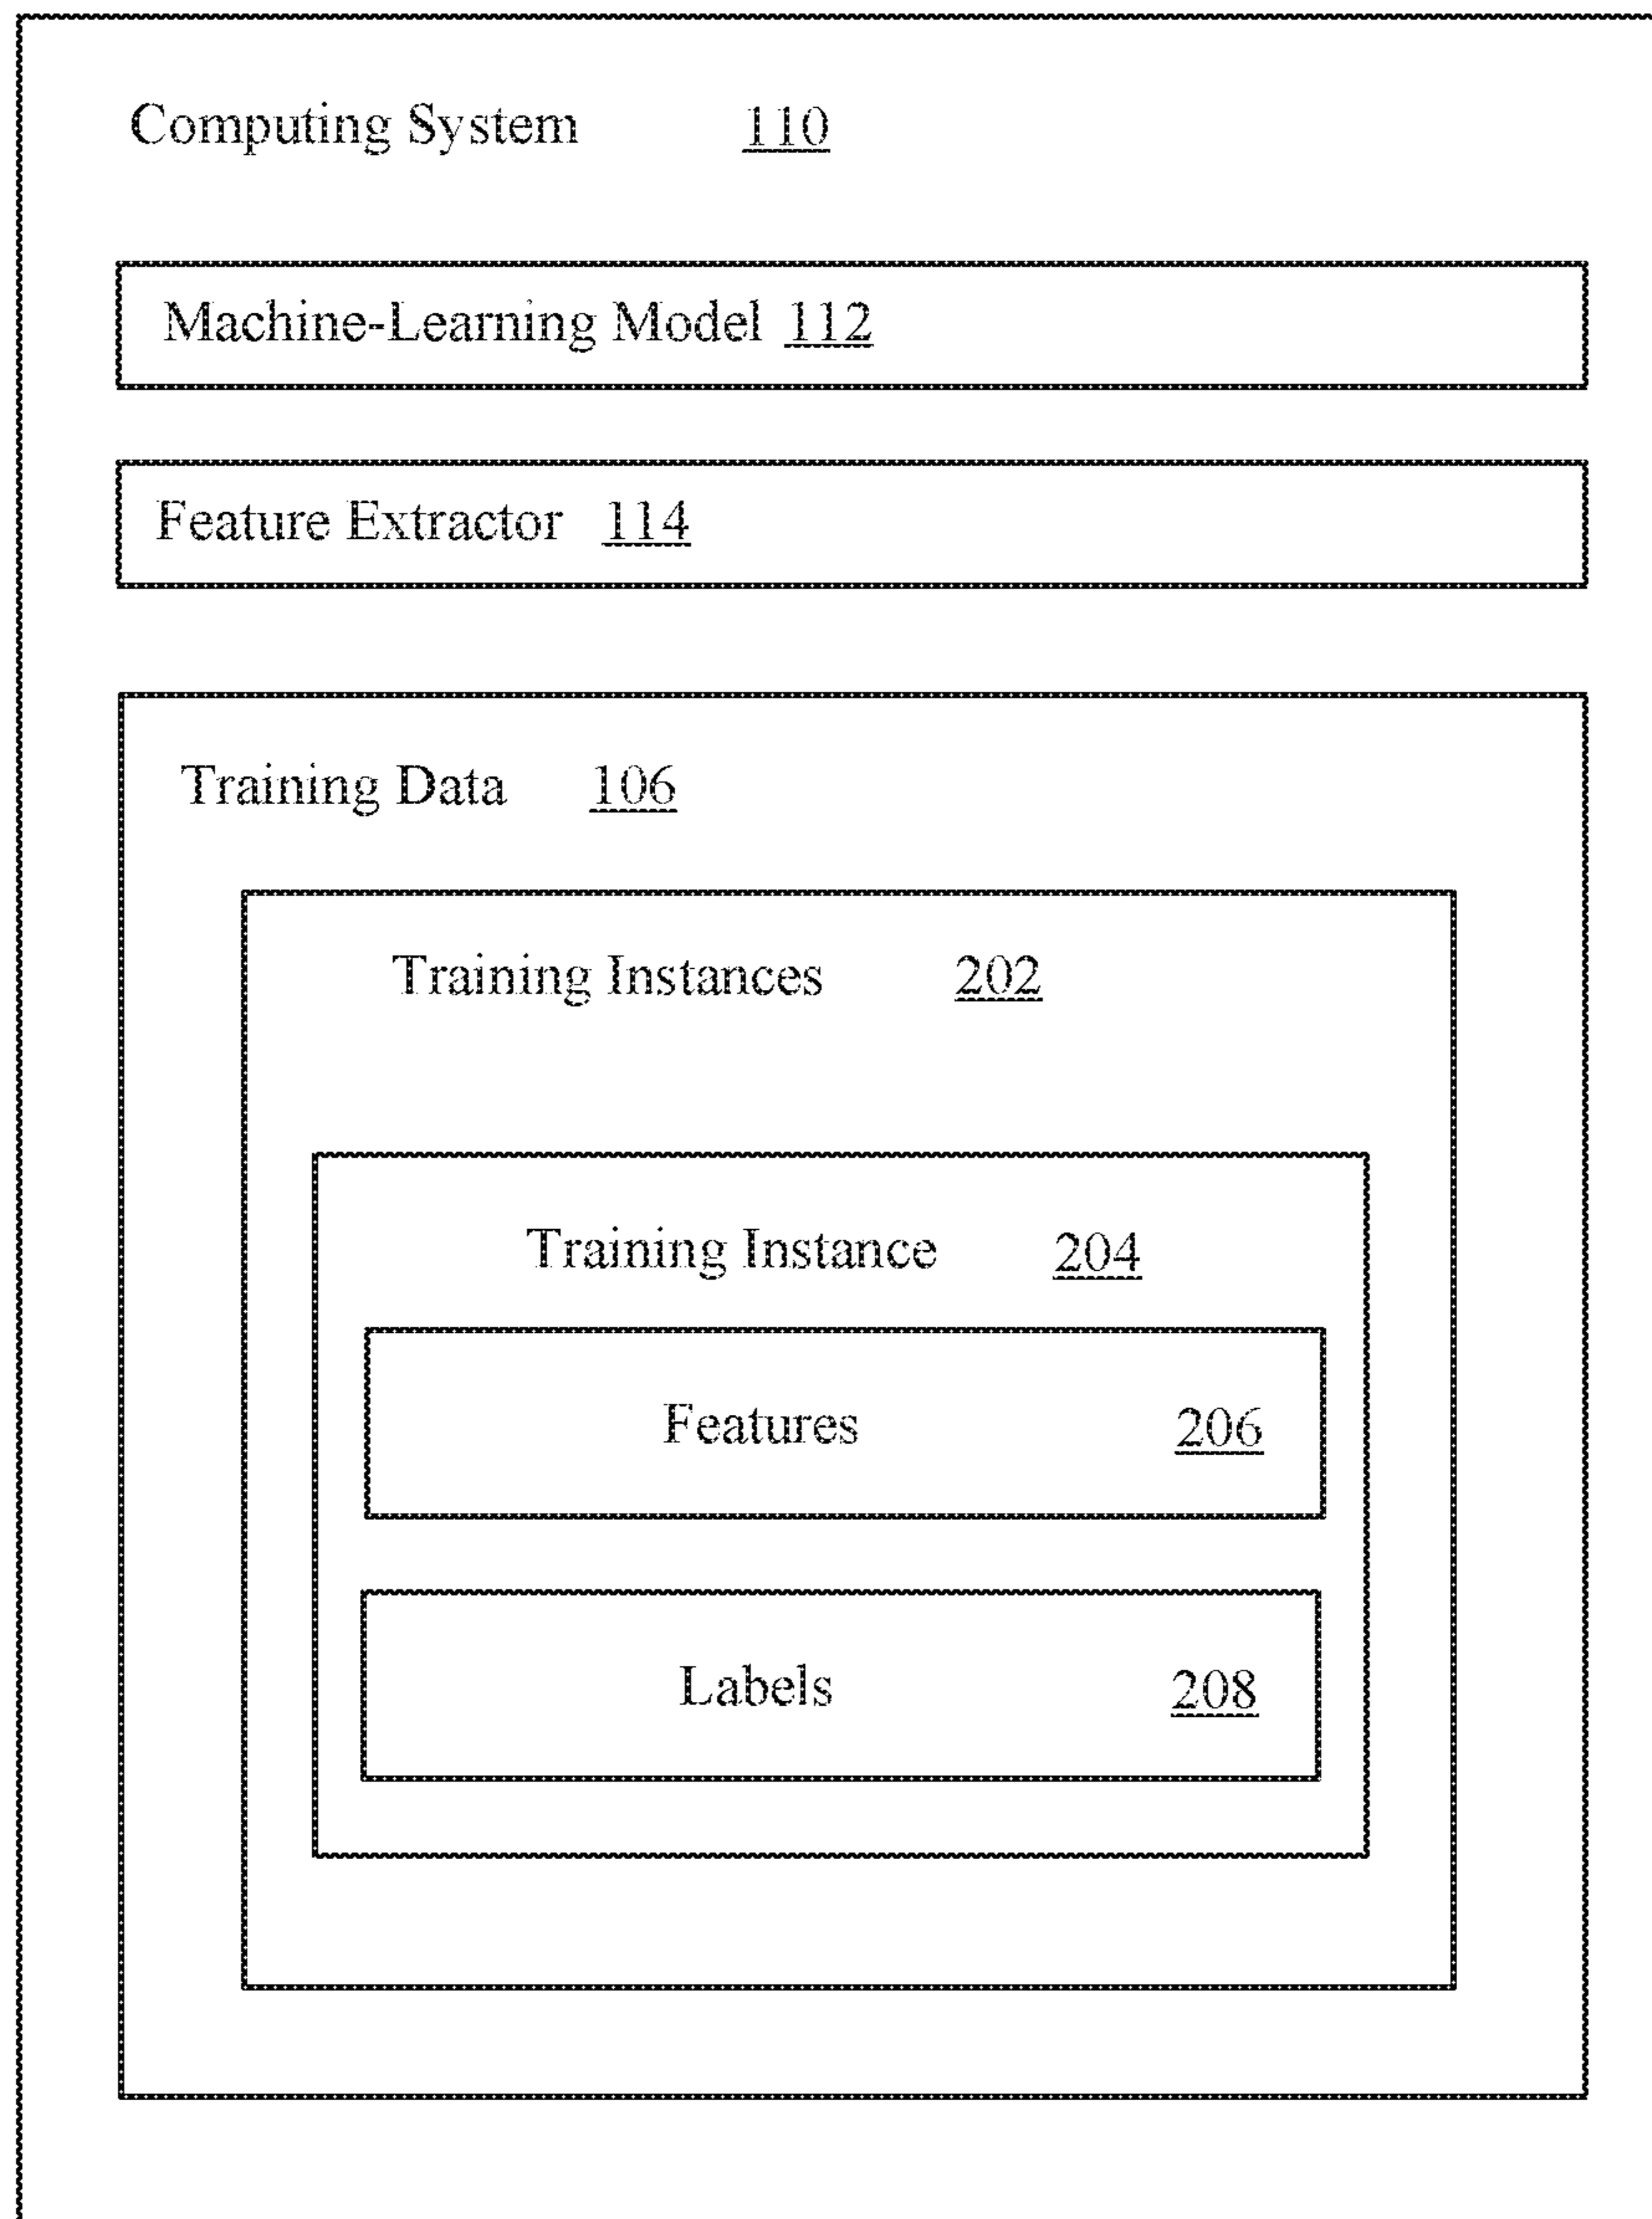 Computing System 110
Machine-Learning Model 112
Feature Extractor 114
Training Data 106
Training Instances 202
Training Instance 204
Features 206
Labels 208